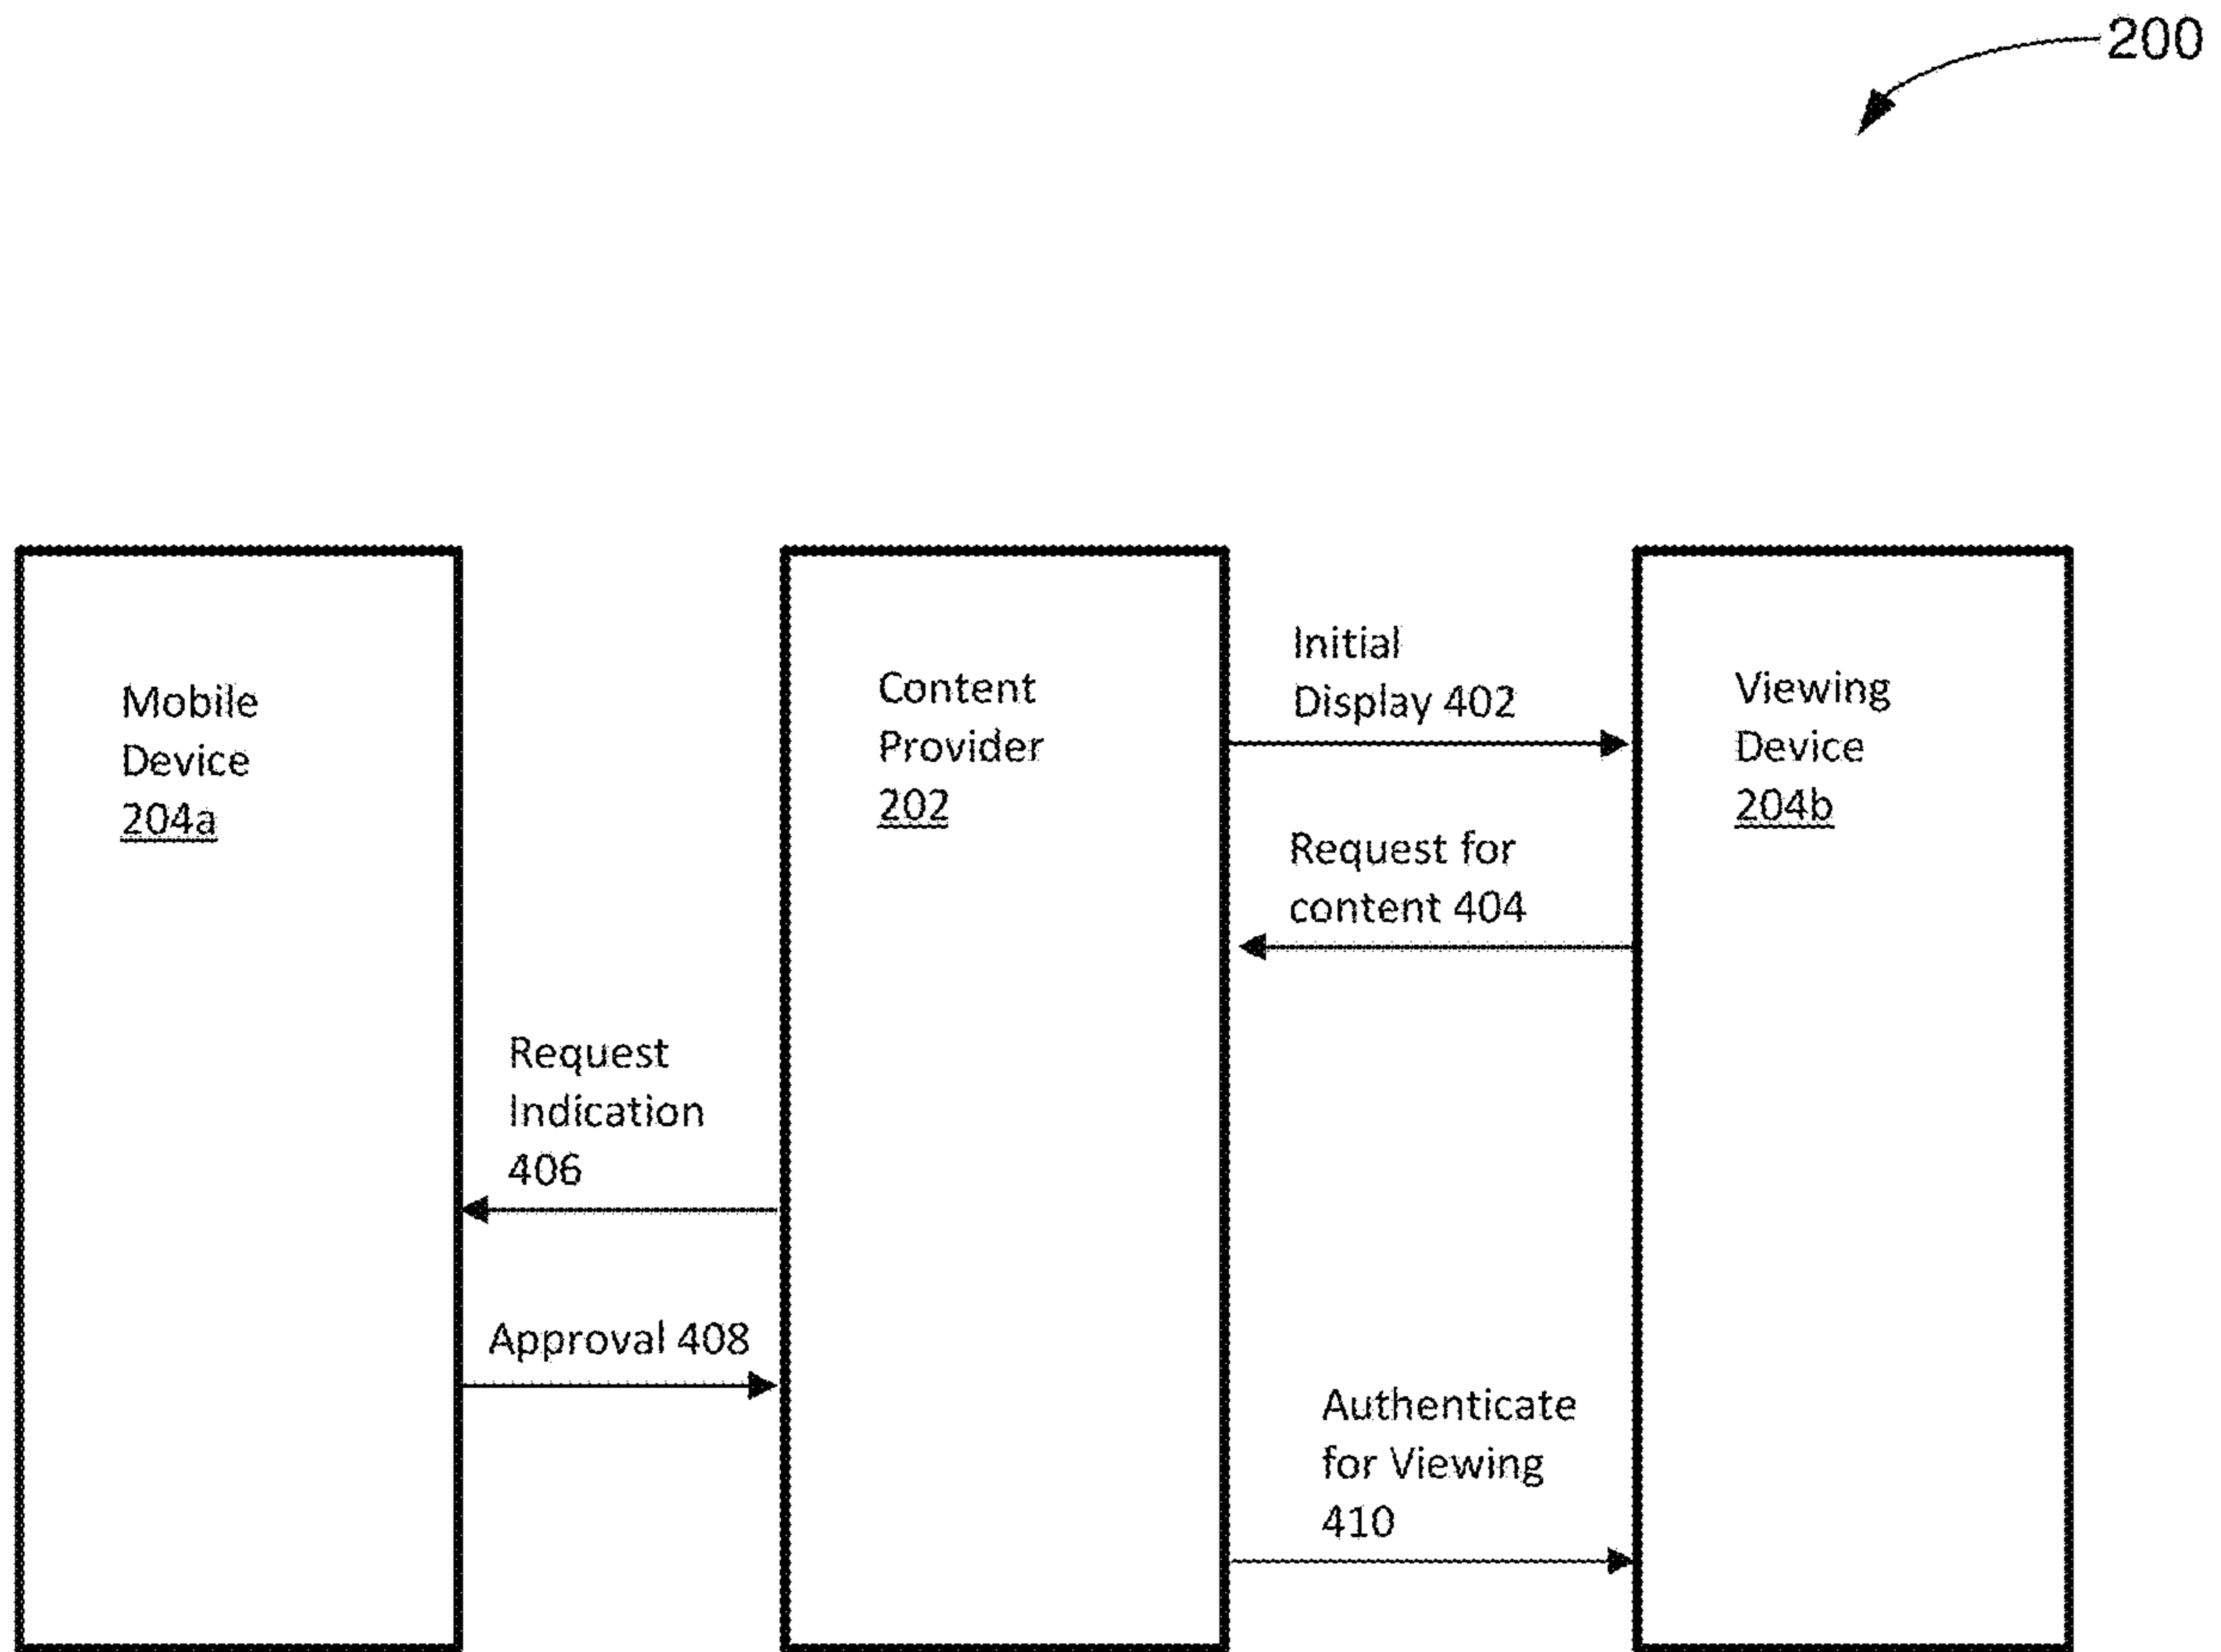 200
Mobile
Device
204a
Content
Provider
202
Initial
Display 402
Viewing
Device
204b
Request for
content 404
Request
Indication
406
Approval 408
Authenticate
for Viewing
410